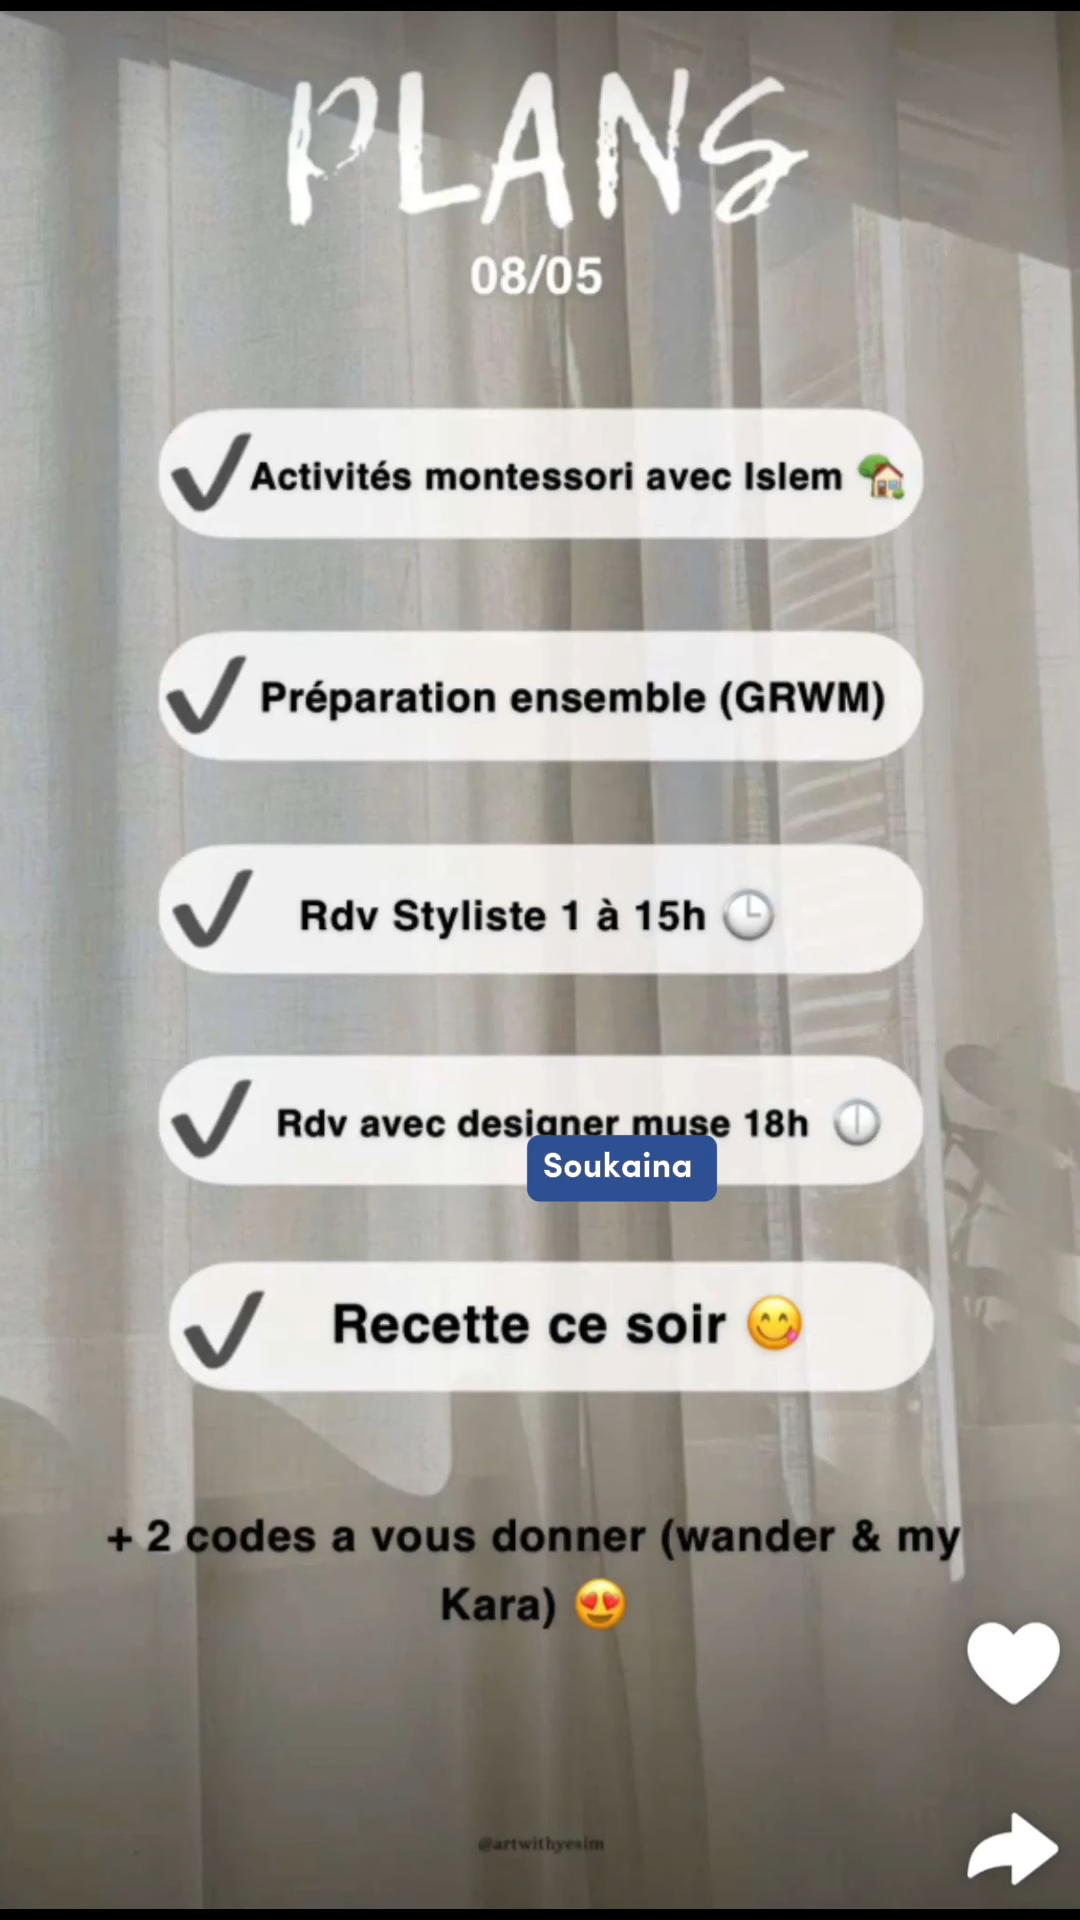 PLANS
08/05
✔Activités montessori avec Islem 🏡
✔ Préparation ensemble (GRWM)
✔ Rdv Styliste 1 à 15h 🕒
✔ Rdv avec designer muse 18h 🕕
Soukaina
✔ Recette ce soir 😋
+ 2 codes a vous donner (wander & my
Kara) 😍
@artwithyesim